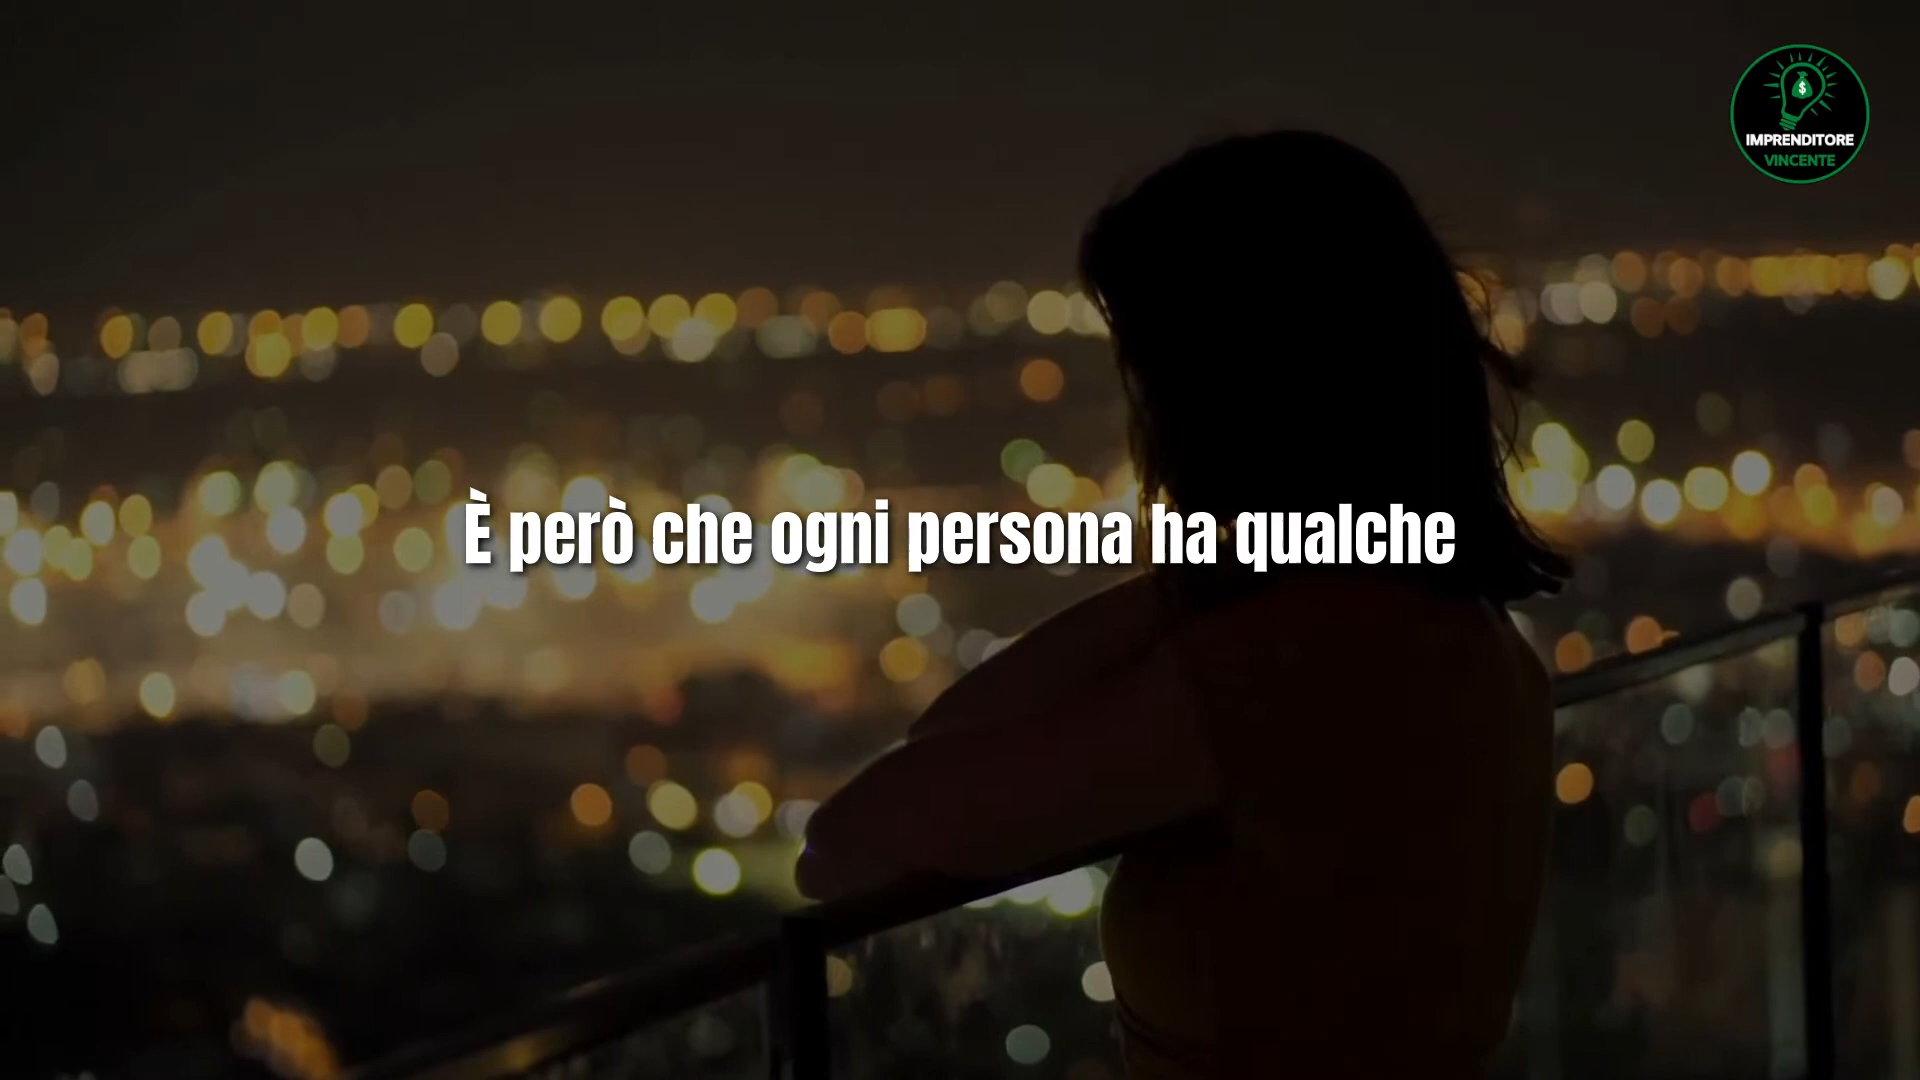 $
IMPRENDITORE
VINCENTE
È però che ogni persona ha qualche